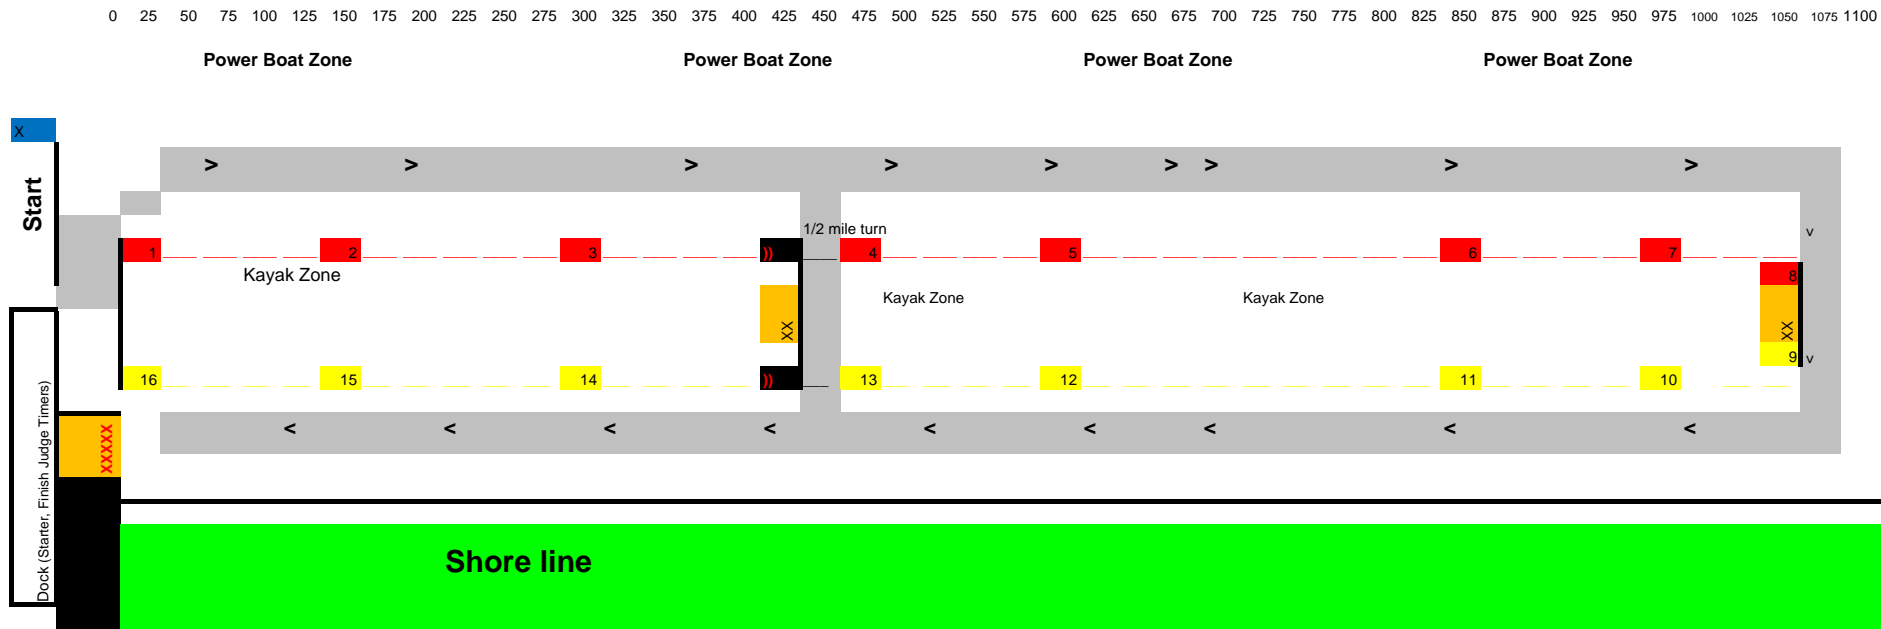 0 25 50 75 100 125 150 175 200 225 250 275 300 325 350 375 400 425 450 475 500 525 550 575 600 625 650 675 700 725 750 775 800 825 850 875 900 925 950 975 1000 1025 1050 1075 1100
Power Boat Zone Power Boat Zone Power Boat Zone Power Boat Zone
X
> > > > > > > > >
Start
1/2 mile turn
v
1 2 3 )) 4 5 6 7
Kayak Zone
8
Kayak Zone Kayak Zone
XX XX
9 v
16 15 14 )) 13 12 11 10
< < < < < < < < <
XXXXX
Dock (Starter, Finish Judge Timers)
Shore line